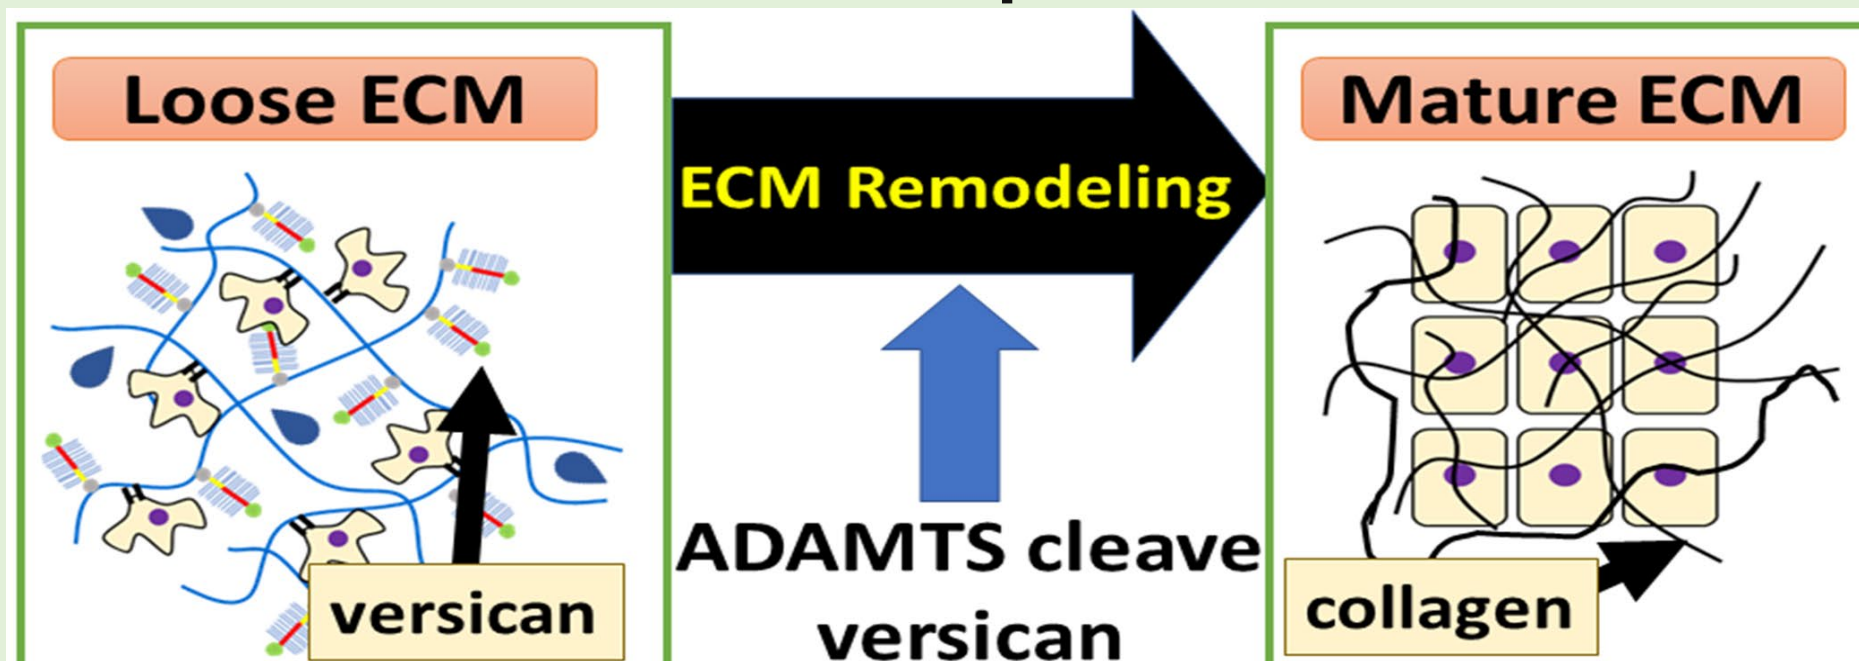 Loose ECM
versican
ECM Remodeling
ADAMTS cleave
versican
Mature ECM
collagen